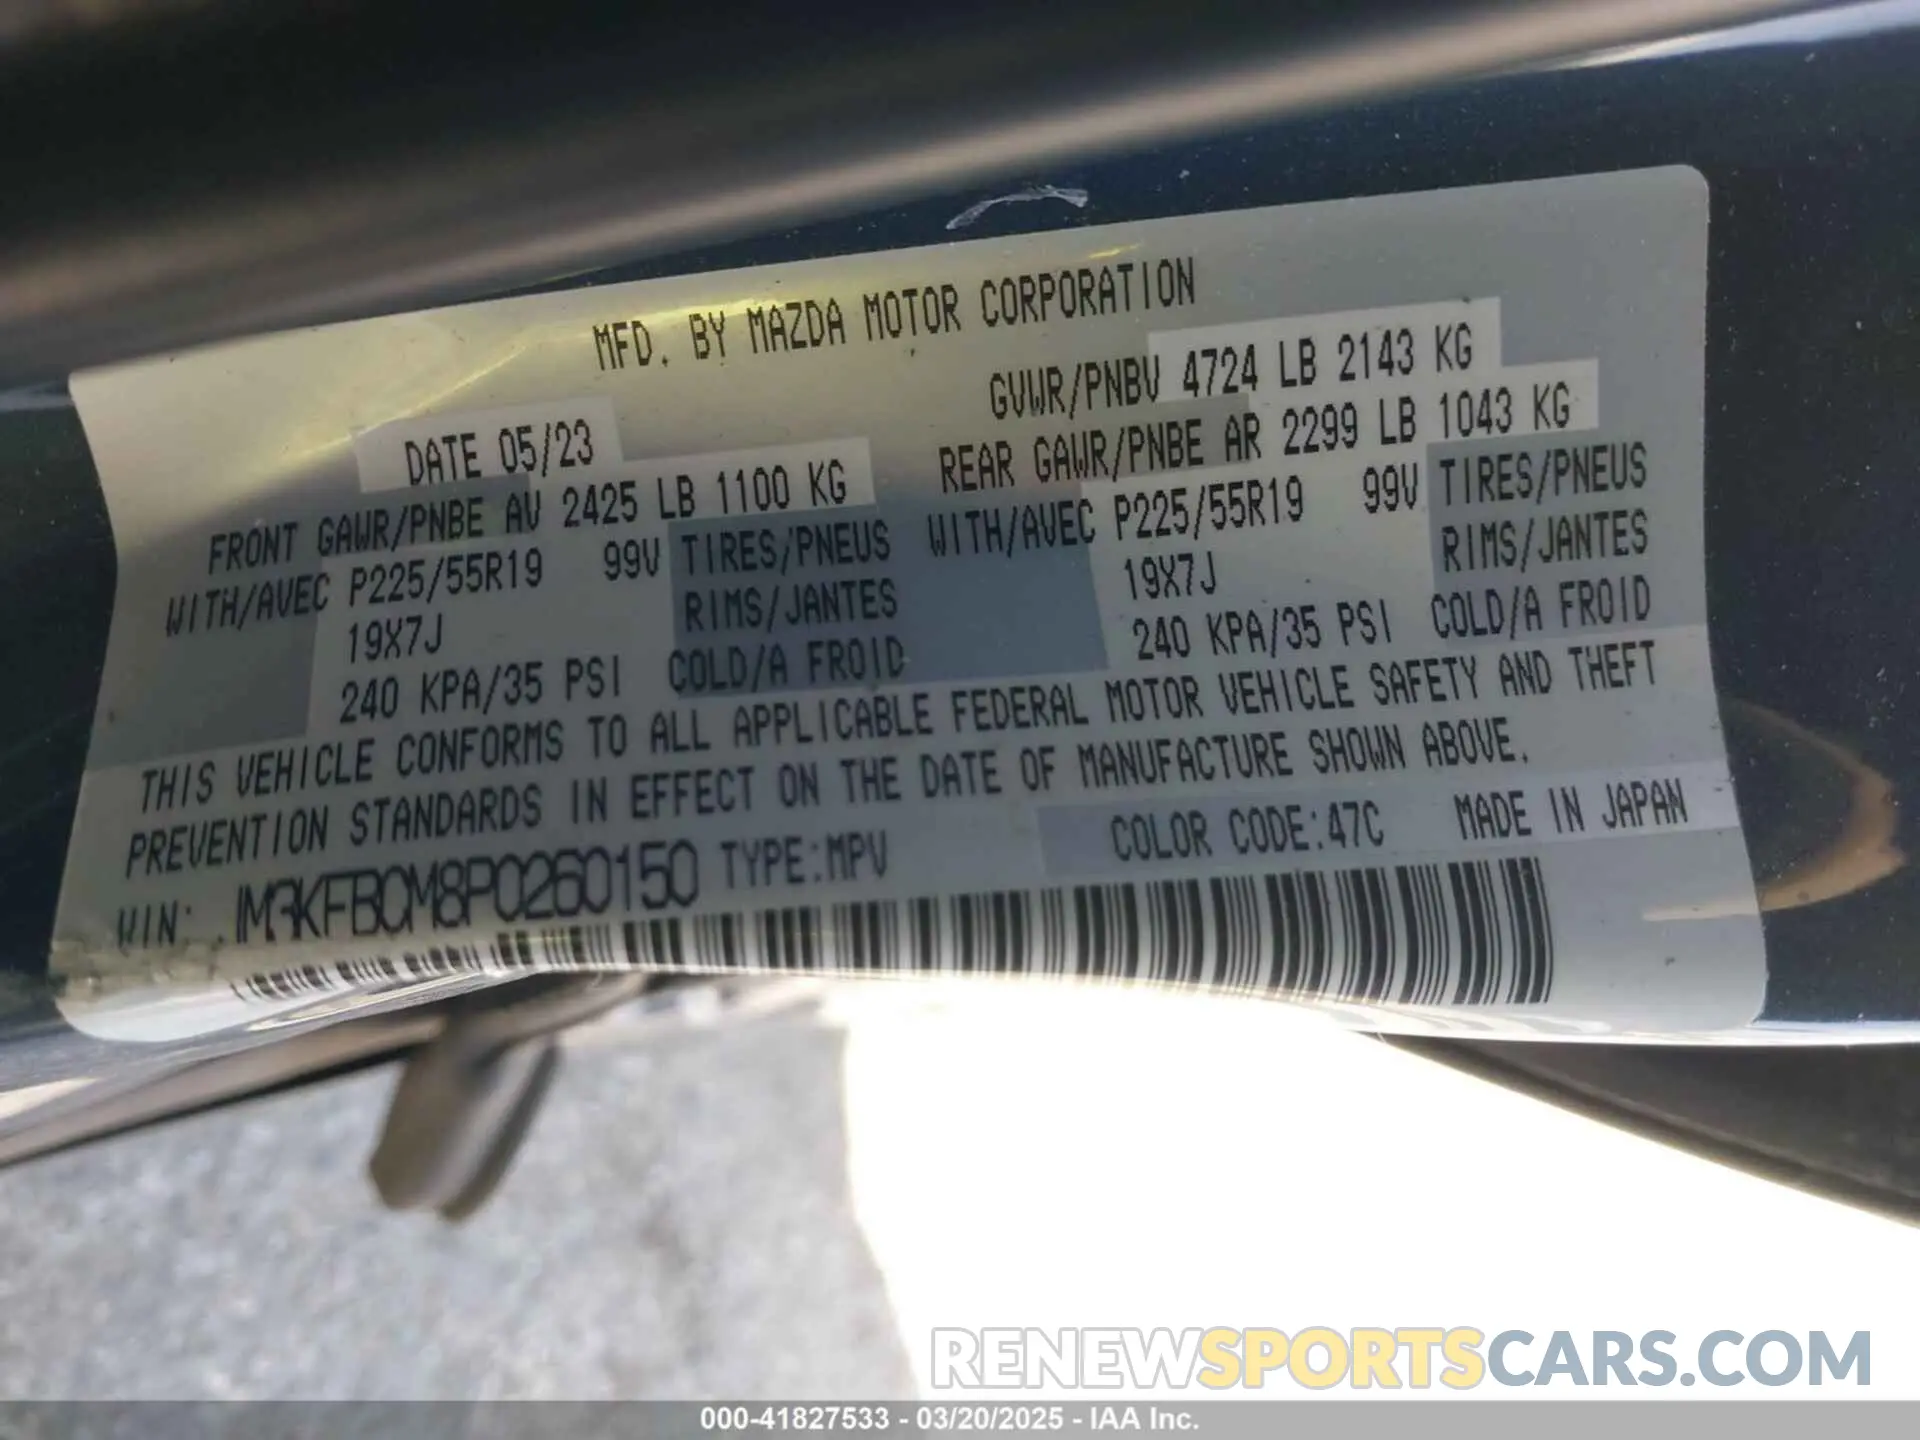 MFD. BY MAZDA MOTOR CORPORATION
DATE 05/23
GVWR/PNBV 4724 LB 2143 KG
FRONT GAWR/PNBE AV 2425 LB 1100 KG
REAR GAWR/PNBE AR 2299 LB 1043 KG
WITH/AVEC P225/55R19 99V TIRES/PNEUS
WITH/AVEC P225/55R19 99V TIRES/PNEUS
19X7J RIMS/JANTES
19X7J RIMS/JANTES
240 KPA/35 PSI COLD/A FROID
240 KPA/35 PSI COLD/A FROID
THIS VEHICLE CONFORMS TO ALL APPLICABLE FEDERAL MOTOR VEHICLE SAFETY AND THEFT
PREVENTION STANDARDS IN EFFECT ON THE DATE OF MANUFACTURE SHOWN ABOVE.
VIN: JM3KFBCM8P0260150 TYPE:MPV COLOR CODE:47C MADE IN JAPAN
RENEWSPORTSCARS.COM
000-41827533 - 03/20/2025 - IAA Inc.